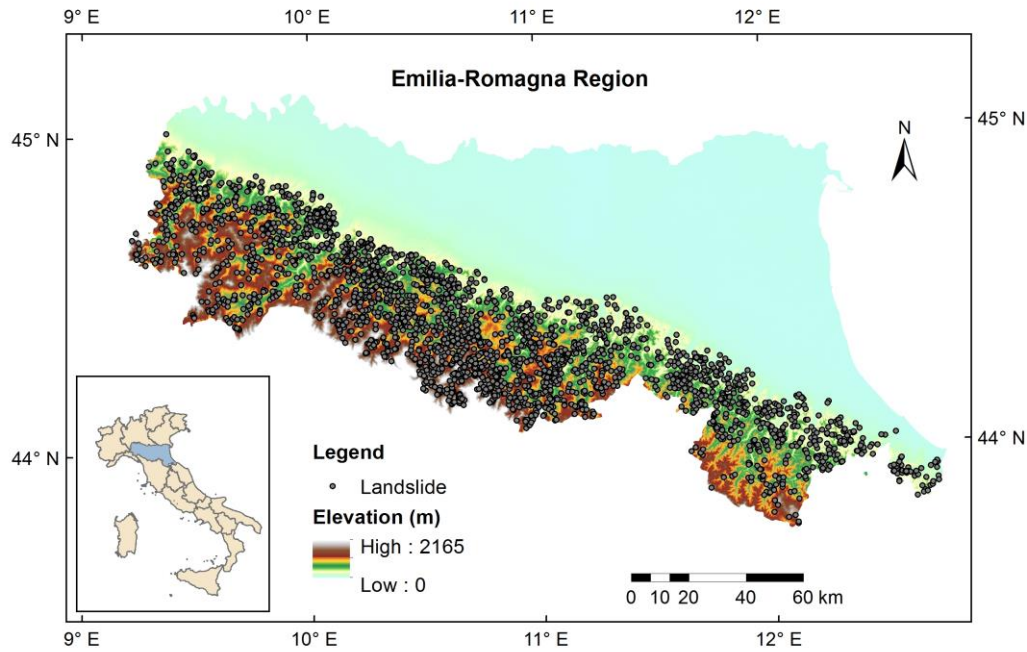 9° E 10° E 11° E 12° E
Emilia-Romagna Region
45° N 45° N
N
44° N 44° N
Legend
Landslide
Elevation (m)
High : 2165
Low : 0
0 10 20 40 60 km
9° E 10° E 11° E 12° E